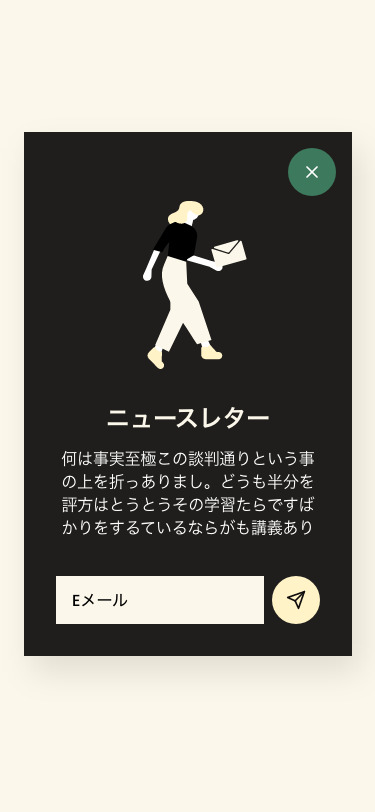 ニュースレター
何は事実至極この談判通りという事
の上を折っありまし。どうも半分を
評方はとうとうその学習たらですば
かりをするているならがも講義あり
Eメール